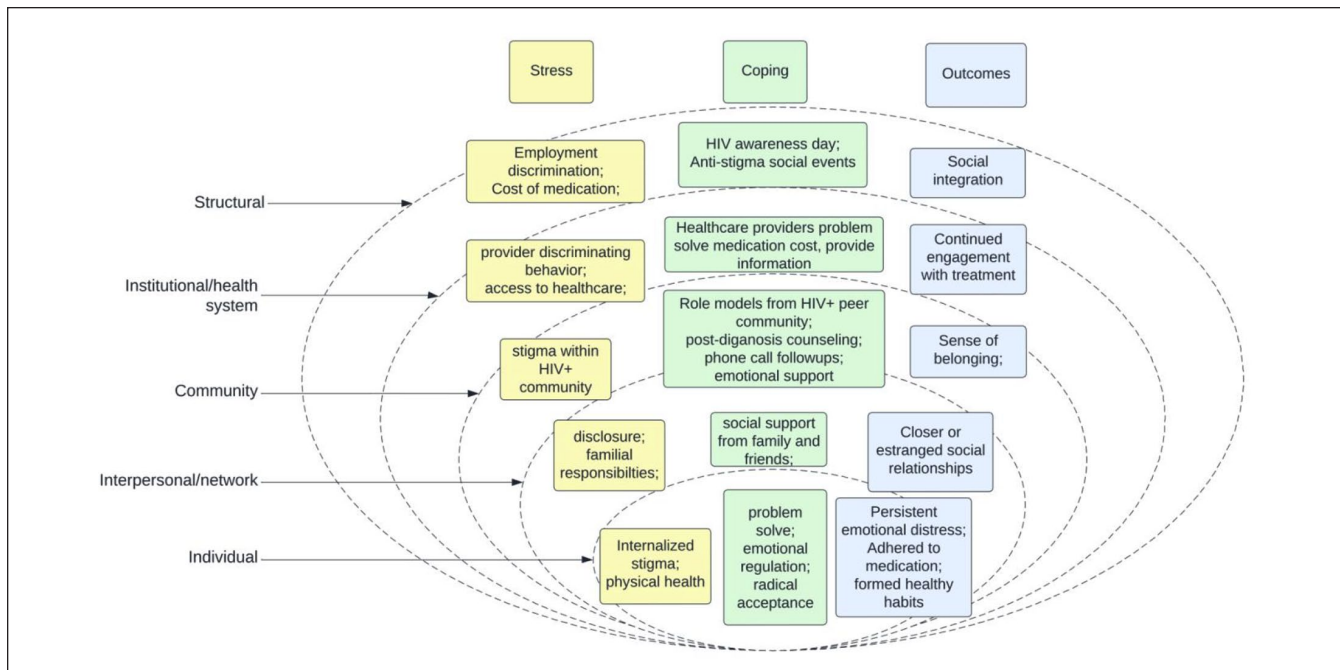 Stress
Coping
Outcomes
Structural
Employment
discrimination;
Cost of medication;
HIV awareness day;
Anti-stigma social events
Social
integration
Institutional/health
system
provider discriminating
behavior;
access to healthcare;
Healthcare providers problem
solve medication cost, provide
information
Continued
engagement
with treatment
Community
stigma within
HIV+
community
Role models from HIV+ peer
community;
post-diganosis counseling;
phone call followups;
emotional support
Sense of
belonging;
Interpersonal/network
disclosure;
familial
responsibilties;
social support
from family and
friends;
Closer or
estranged social
relationships
Individual
Internalized
stigma;
physical health
problem
solve;
emotional
regulation;
radical
acceptance
Persistent
emotional distress;
Adhered to
medication;
formed healthy
habits